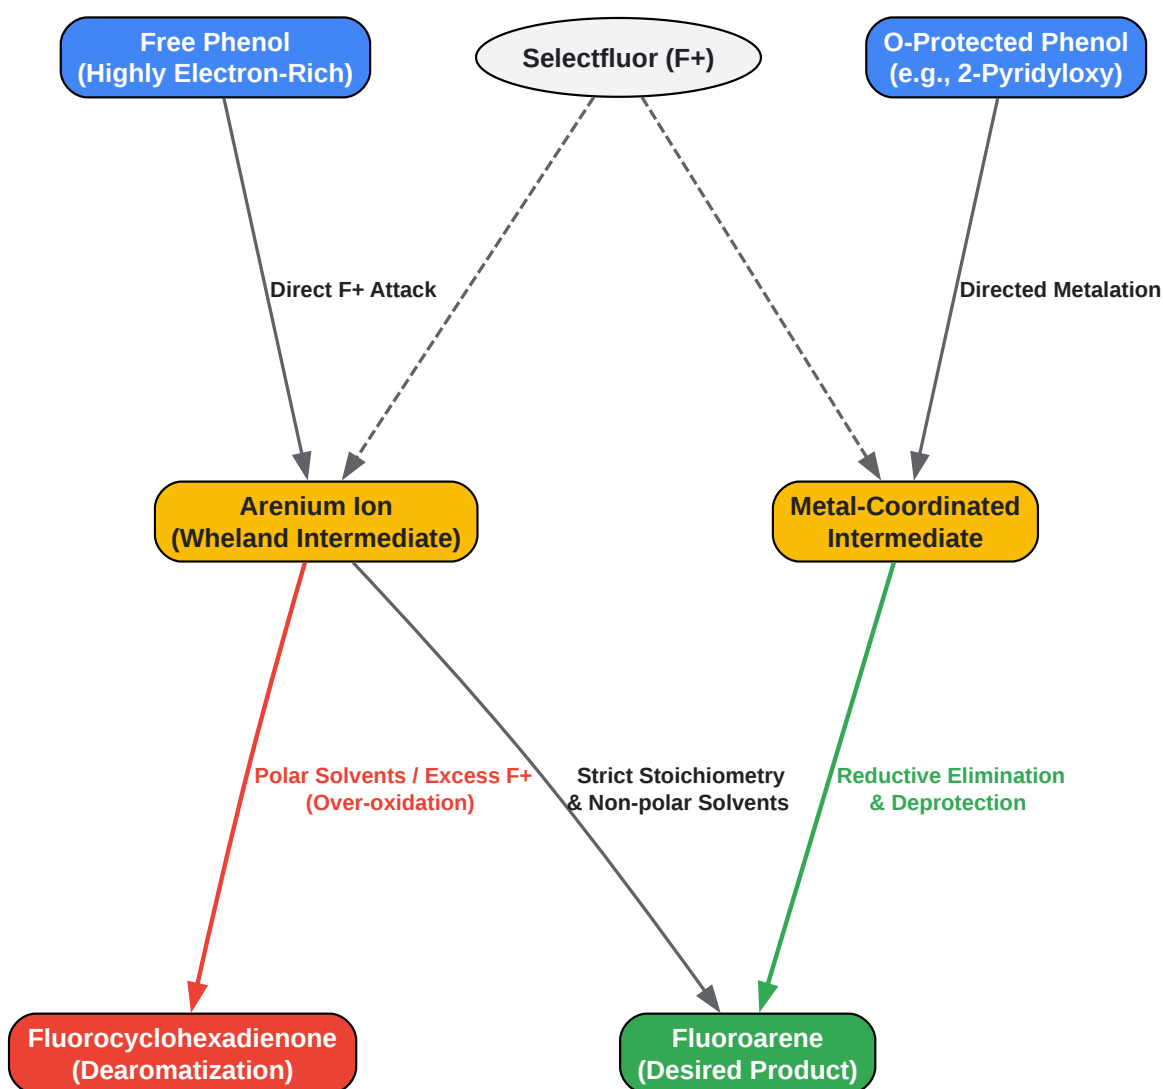 Free Phenol
(Highly Electron-Rich)
Selectfluor (F+)
O-Protected Phenol
(e.g., 2-Pyridyloxy)
Direct F+ Attack
Directed Metalation
Arenium Ion
(Wheland Intermediate)
Metal-Coordinated
Intermediate
Polar Solvents / Excess F+
(Over-oxidation)
Strict Stoichiometry
& Non-polar Solvents
Reductive Elimination
& Deprotection
Fluorocyclohexadienone
(Dearomatization)
Fluoroarene
(Desired Product)